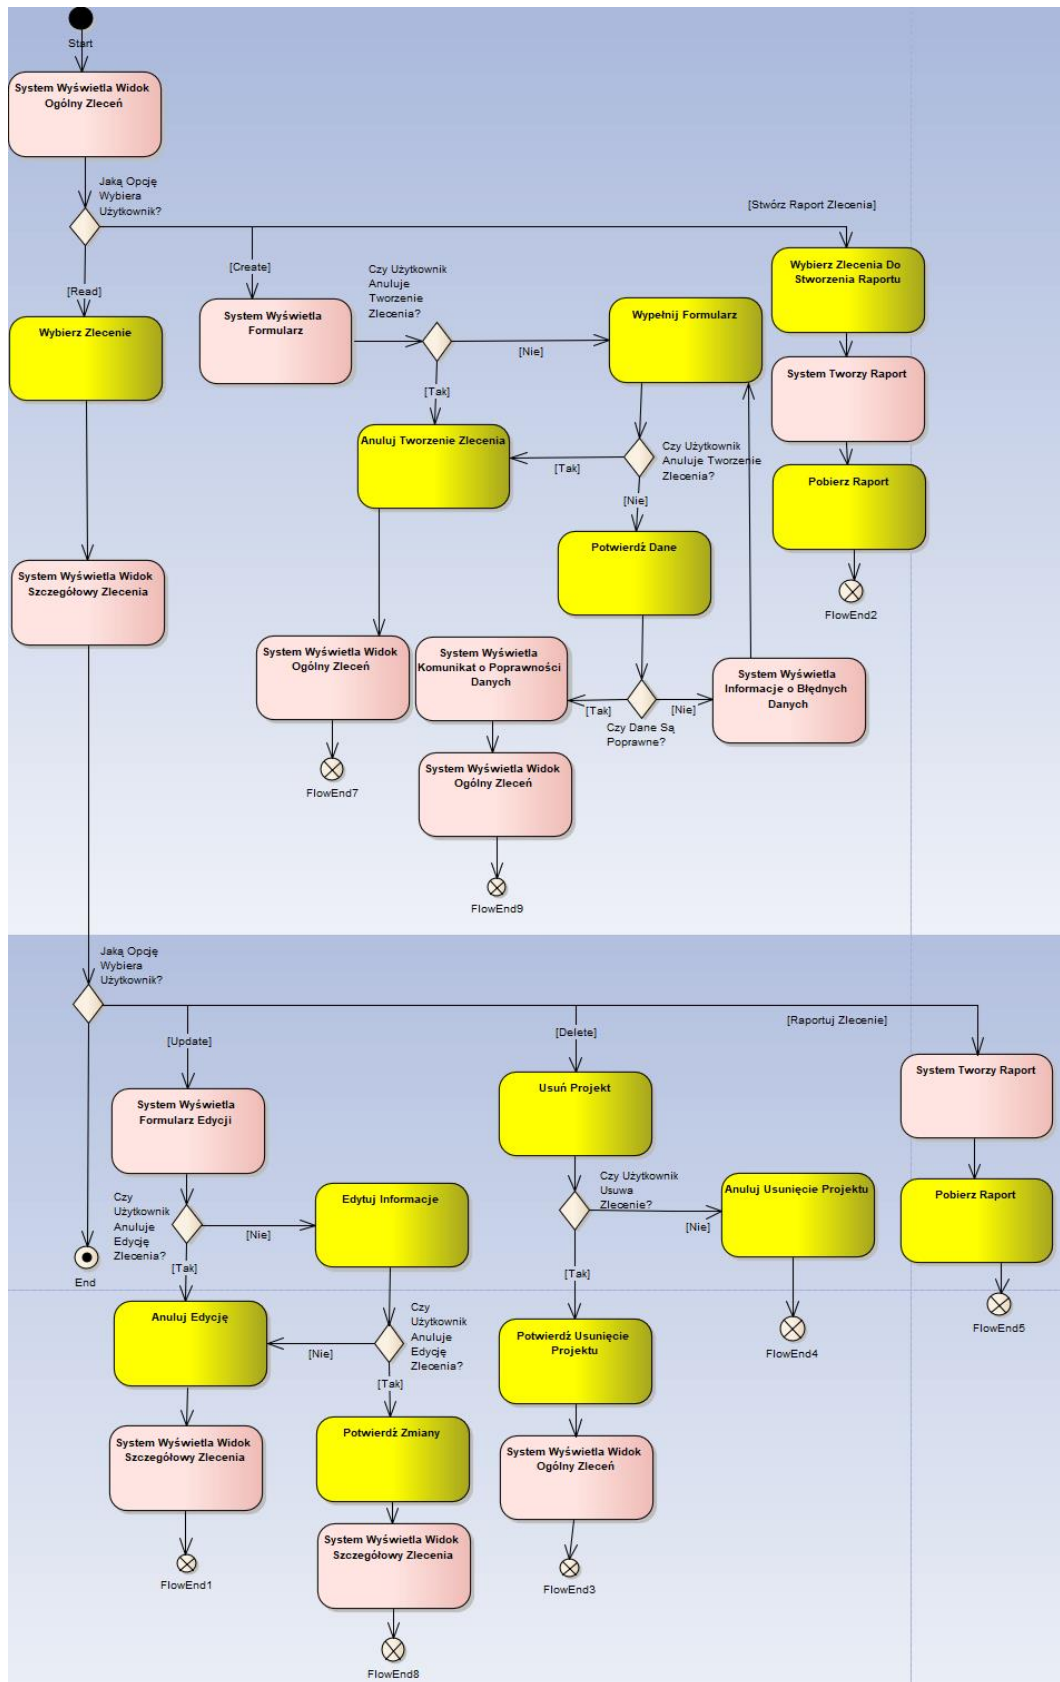 Start
System Wyświetla Widok
Ogólny Zleceń
Jaką Opcję
Wybiera
Użytkownik?
[Stwórz Raport Zlecenia]
[Create]
[Read]
Czy Użytkownik
Anuluje
Tworzenie
Zlecenia?
Wybierz Zlecenia Do
Stworzenia Raportu
Wybierz Zlecenie
System Wyświetla
Formularz
Wypełnij Formularz
[Nie]
[Tak]
System Tworzy Raport
Anuluj Tworzenie Zlecenia
Czy Użytkownik
Anuluje Tworzenie
Zlecenia?
[Tak]
[Nie]
Pobierz Raport
Potwierdź Dane
FlowEnd2
System Wyświetla Widok
Szczegółowy Zlecenia
System Wyświetla Widok
Ogólny Zleceń
System Wyświetla
Komunikat o Poprawności
Danych
[Tak]
[Nie]
Czy Dane Są
Poprawne?
System Wyświetla
Informacje o Błędnych
Danych
FlowEnd7
System Wyświetla Widok
Ogólny Zleceń
FlowEnd9
Jaką Opcję
Wybiera
Użytkownik?
[Update]
[Delete]
[Raportuj Zlecenie]
System Wyświetla
Formularz Edycji
Usuń Projekt
System Tworzy Raport
Czy
Użytkownik
Anuluje
Edycję
Zlecenia?
[Nie]
[Tak]
Edytuj Informacje
Czy Użytkownik
Usuwa
Zlecenie?
[Nie]
[Tak]
Anuluj Usunięcie Projektu
Pobierz Raport
End
Anuluj Edycję
[Nie]
Czy
Użytkownik
Anuluje
Edycję
Zlecenia?
[Tak]
Potwierdź Usunięcie
Projektu
FlowEnd4
FlowEnd5
System Wyświetla Widok
Szczegółowy Zlecenia
Potwierdź Zmiany
System Wyświetla Widok
Ogólny Zleceń
FlowEnd1
System Wyświetla Widok
Szczegółowy Zlecenia
FlowEnd3
FlowEnd8